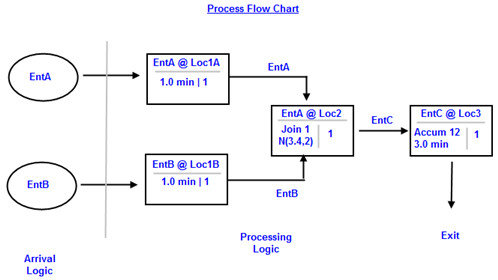 Process Flow Chart
EntA
EntA @ Loc1A
1.0 min | 1
EntA
EntA @ Loc2
Join 1
N(3.4,2)
1
EntC
EntC @ Loc3
Accum 12
3.0 min
1
EntB
EntB @ Loc1B
1.0 min | 1
EntB
Exit
Arrival
Logic
Processing
Logic